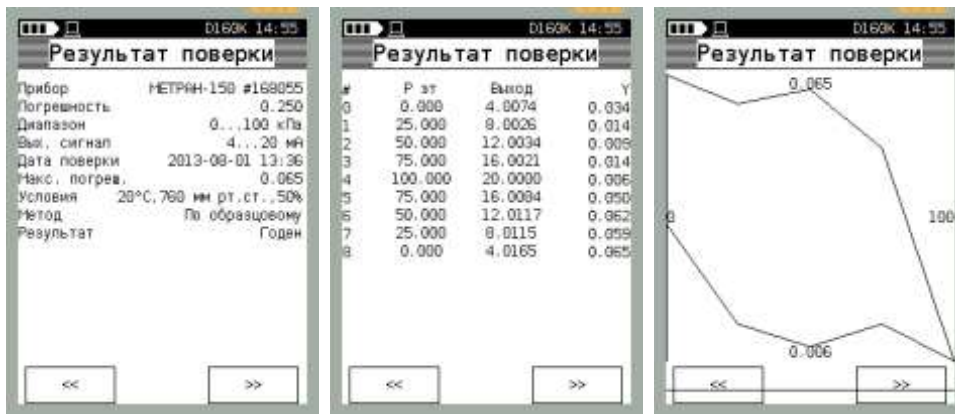 D160K 14:55
Результат поверки
Прибор МЕТРАН-150 #168055
Погрешность 0.250
Диапазон 0...100 кПа
Вых. сигнал 4...20 мА
Дата поверки 2013-08-01 13:36
Макс. погреш. 0.065
Условия 20°C,760 мм рт.ст.,50%
Метод По образцовому
Результат Годен
<< >>
D160K 14:55
Результат поверки
# P эт Выход Y
0 0.000 4.0074 0.034
1 25.000 8.0026 0.014
2 50.000 12.0034 0.009
3 75.000 16.0021 0.014
4 100.000 20.0000 0.006
5 75.000 16.0084 0.050
6 50.000 12.0117 0.062
7 25.000 8.0115 0.059
8 0.000 4.0165 0.065
<< >>
D160K 14:55
Результат поверки
0.065
0 100
0.006
<< >>